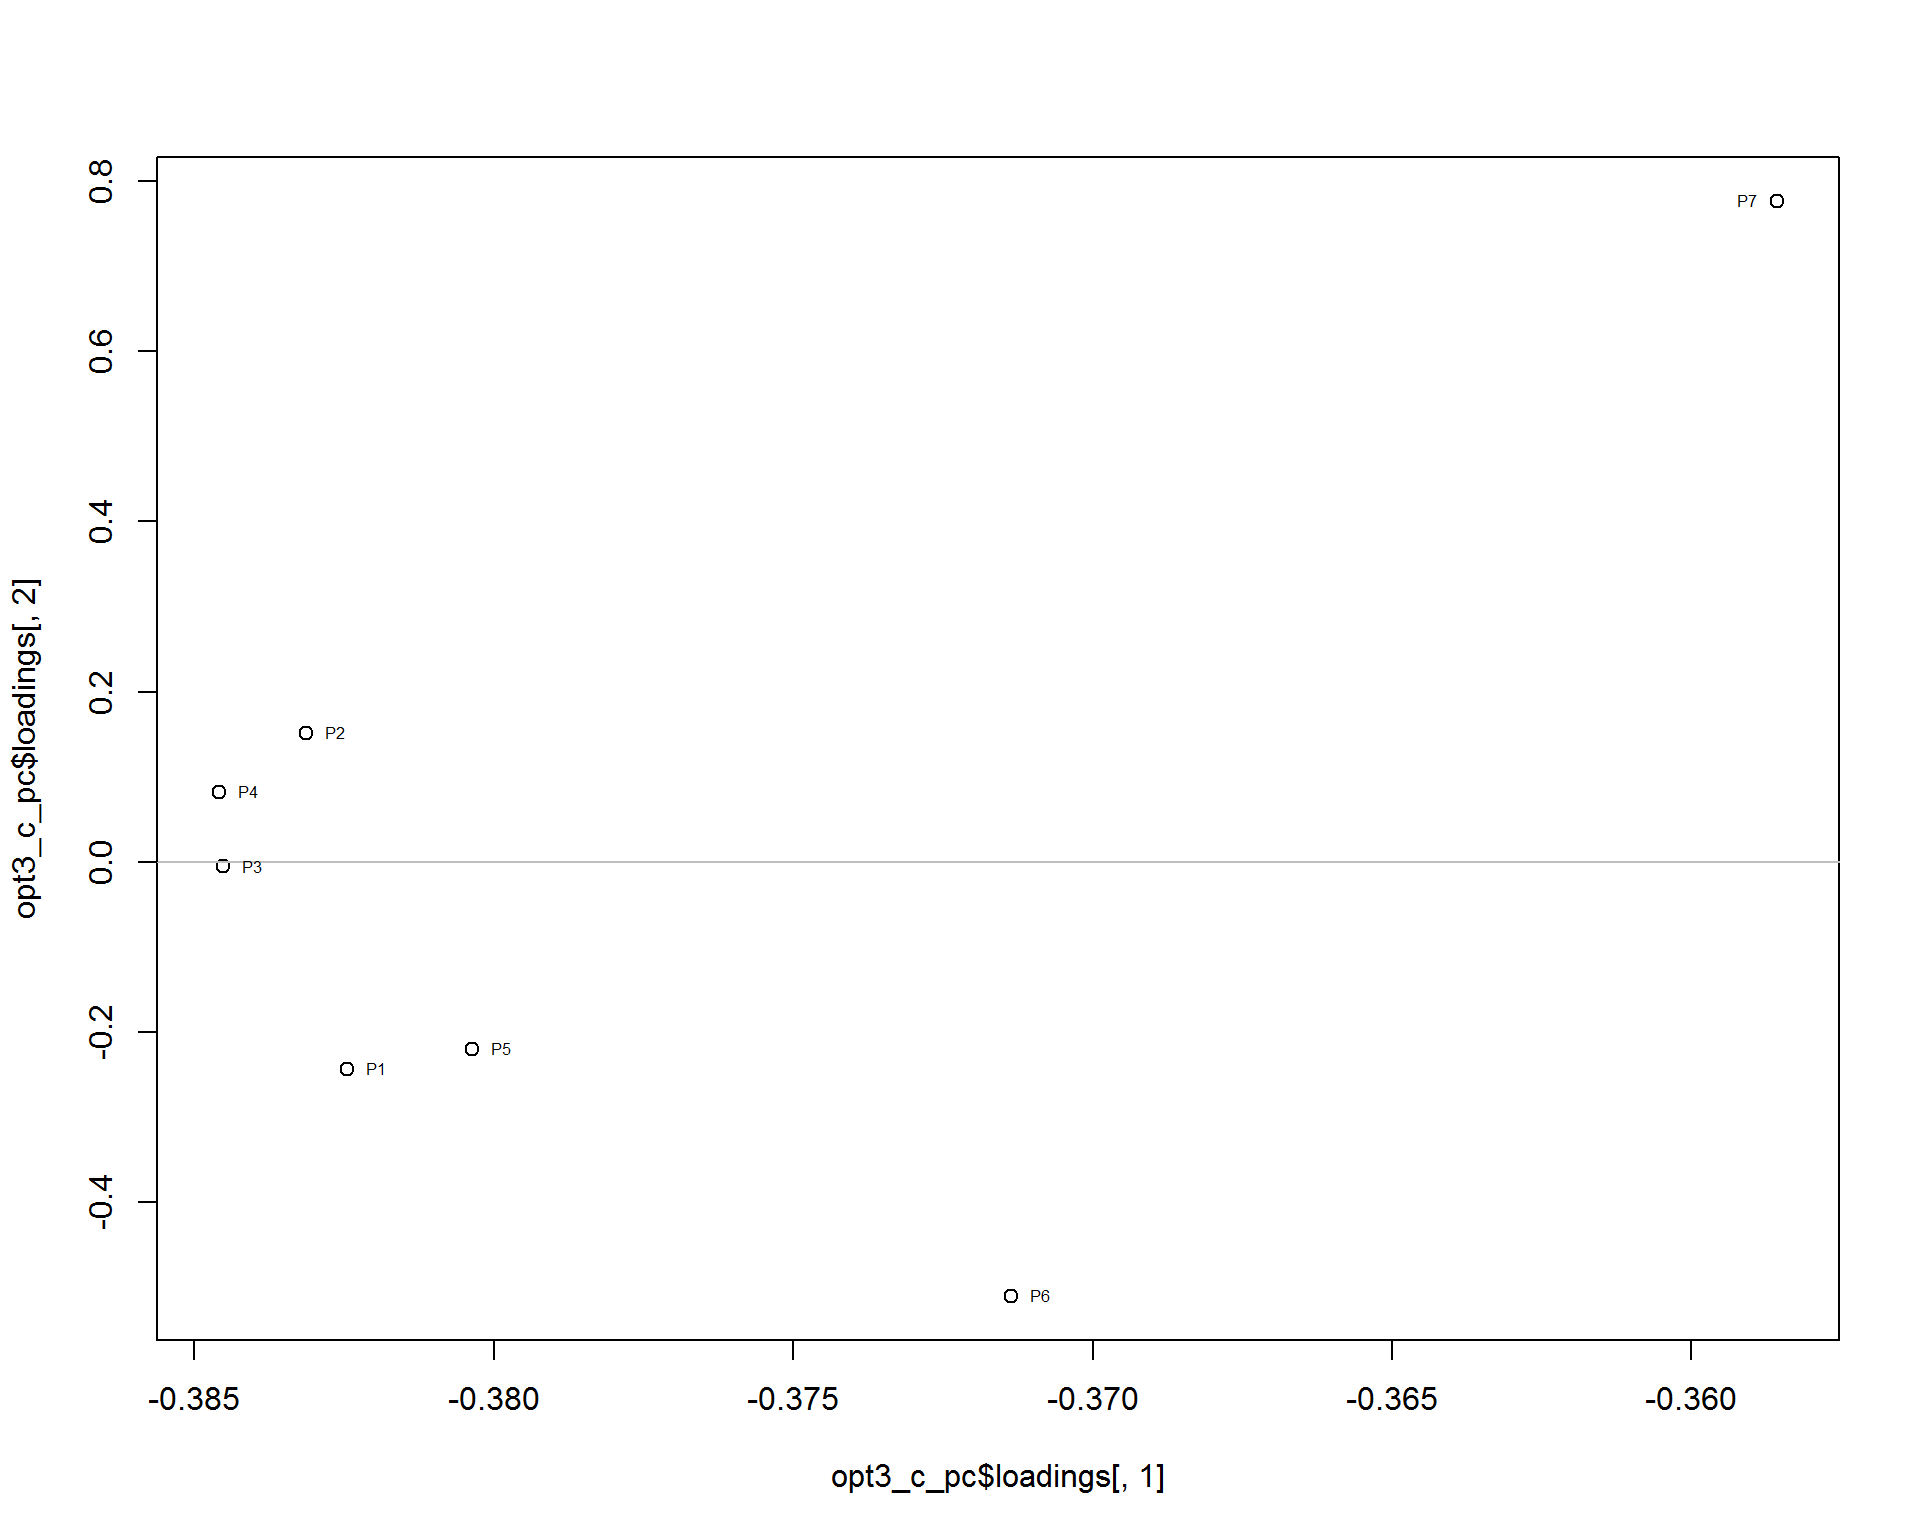 0.8
P7
0.6
0.4
0.2
P2
P4
0.0
P3
-0.2
P5
P1
-0.4
P6
opt3_c_pc$loadings[, 2]
-0.385 -0.380 -0.375 -0.370 -0.365 -0.360
opt3_c_pc$loadings[, 1]